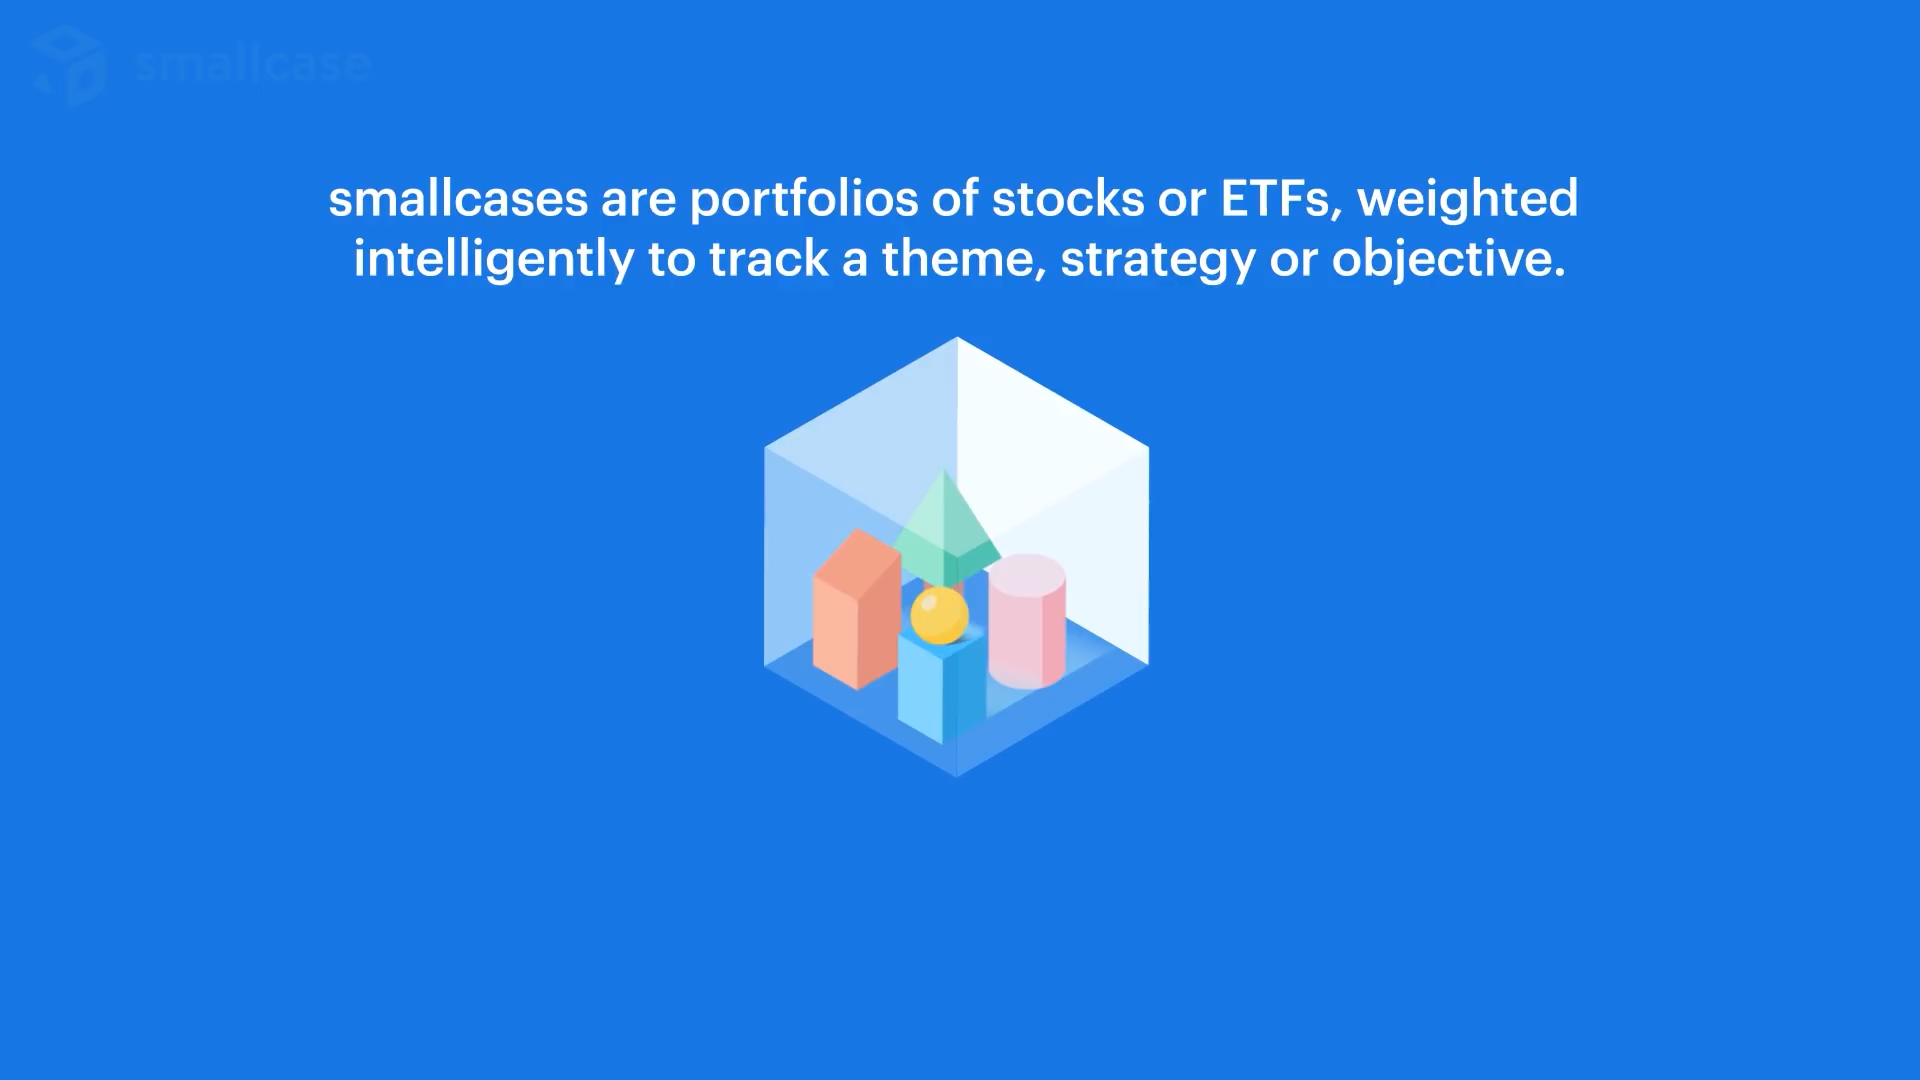 smallcase
smallcases are portfolios of stocks or ETFs, weighted
intelligently to track a theme, strategy or objective.